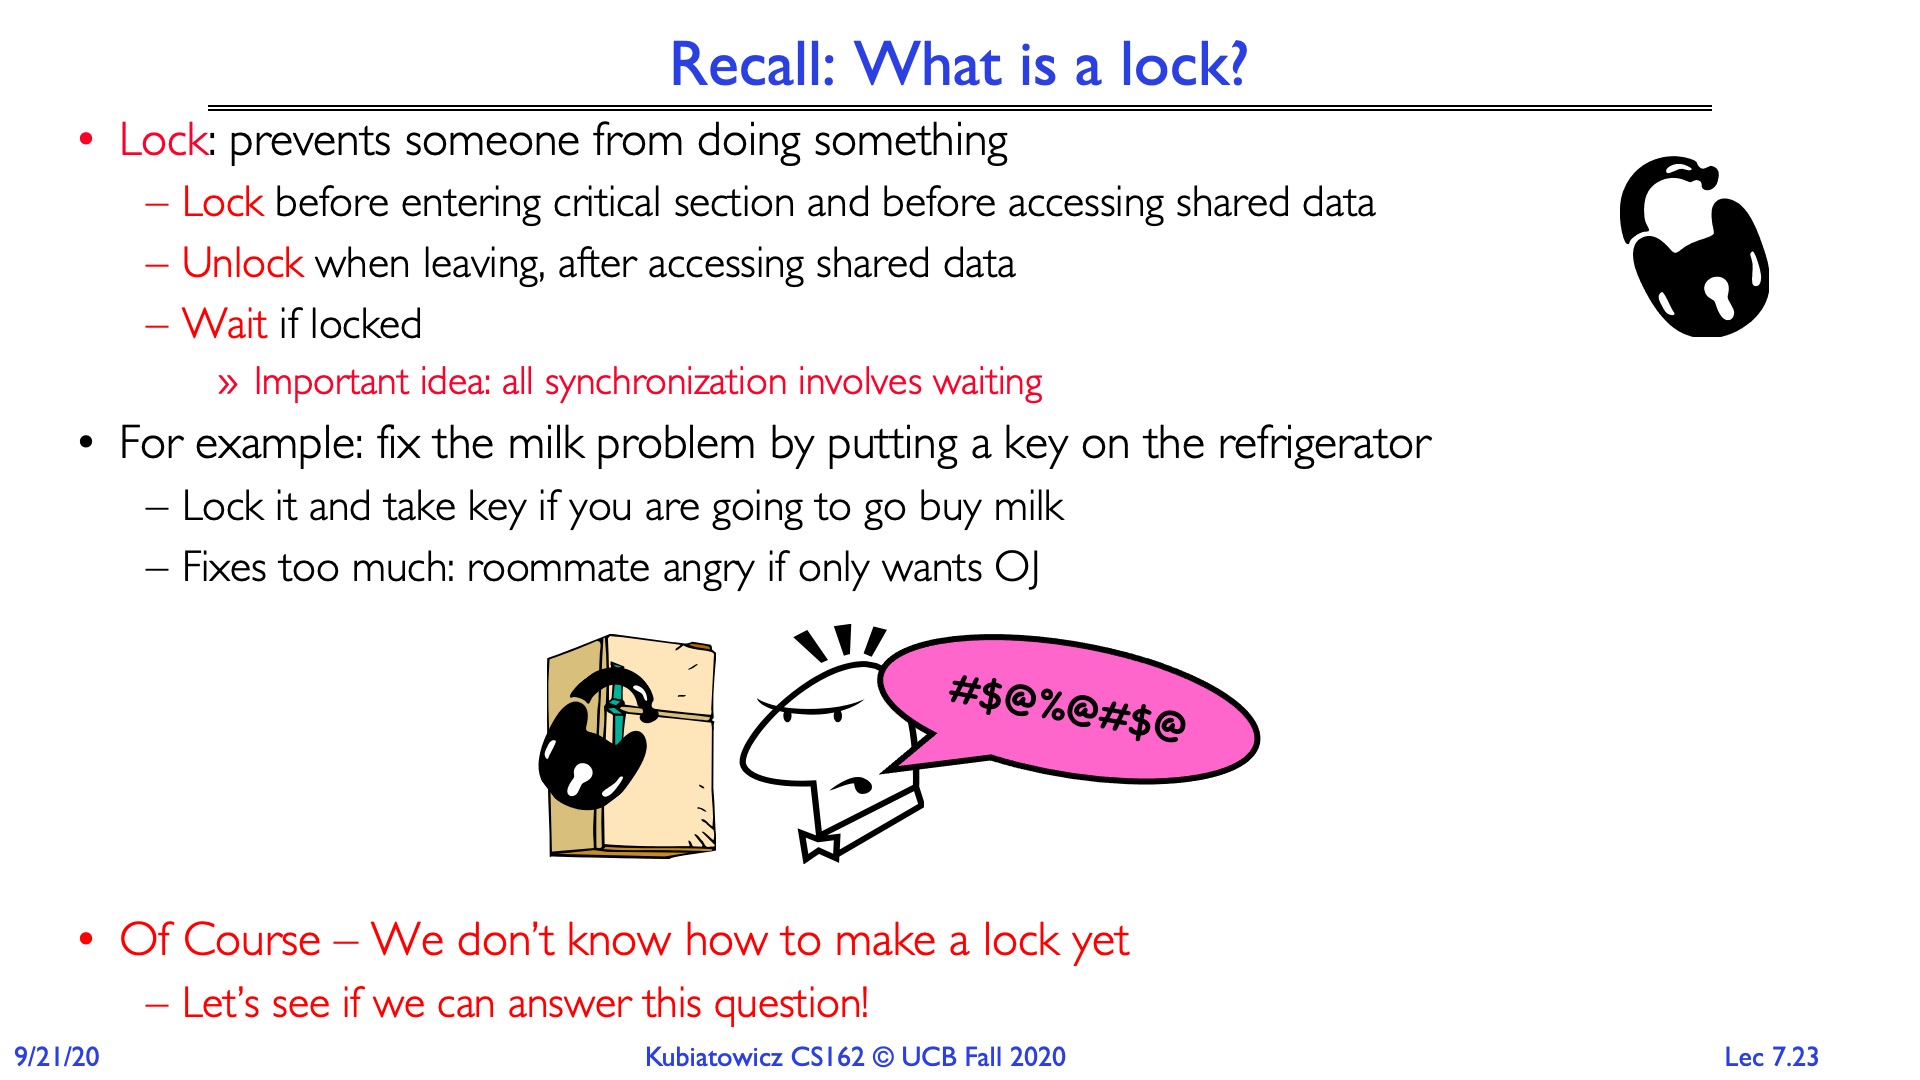 Recall: What is a lock?
• Lock: prevents someone from doing something
– Lock before entering critical section and before accessing shared data
– Unlock when leaving, after accessing shared data
– Wait if locked
» Important idea: all synchronization involves waiting
• For example: fix the milk problem by putting a key on the refrigerator
– Lock it and take key if you are going to go buy milk
– Fixes too much: roommate angry if only wants OJ
#$@%@#$@
• Of Course – We don’t know how to make a lock yet
– Let’s see if we can answer this question!
9/21/20 Kubiatowicz CS162 © UCB Fall 2020 Lec 7.23